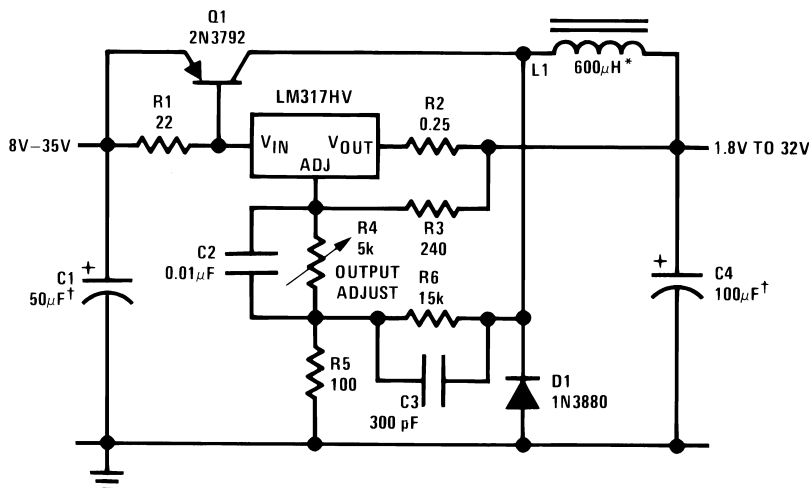 Q1
2N3792
L1
600μH*
R1
22
LM317HV
R2
0.25
8V–35V
VIN
VOUT
ADJ
1.8V TO 32V
R4
5k
R3
240
C2
0.01μF
OUTPUT
ADJUST
R6
15k
C1
50μF†
C4
100μF†
R5
100
C3
300 pF
D1
1N3880